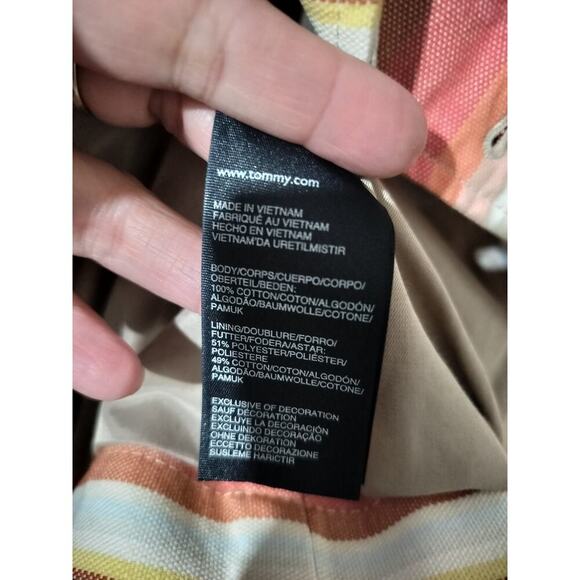 www.tommy.com
MADE IN VIETNAM
FABRIQUÉ AU VIETNAM
HECHO EN VIETNAM
VIETNAM'DA URETILMISTIR
BODY/CORPS/CUERPO/CORPO/
OBERTEIL/BEDEN:
100% COTTON/COTON/ALGODÓN/
ALGODÃO/BAUMWOLLE/COTONE/
PAMUK
LINING/DOUBLURE/FORRO/
FUTTER/FODERA/ASTAR:
51% POLYESTER/POLIÉSTER/
POLIESTERE
49% COTTON/COTON/ALGODÓN/
ALGODÃO/BAUMWOLLE/COTONE/
PAMUK
EXCLUSIVE OF DECORATION
SAUF DÉCORATION
EXCLUYE LA DECORACIÓN
EXCLUINDO DECORAÇÃO
OHNE DEKORATION
ECCETTO DECORAZIONE
SUSLEME HARICTIR